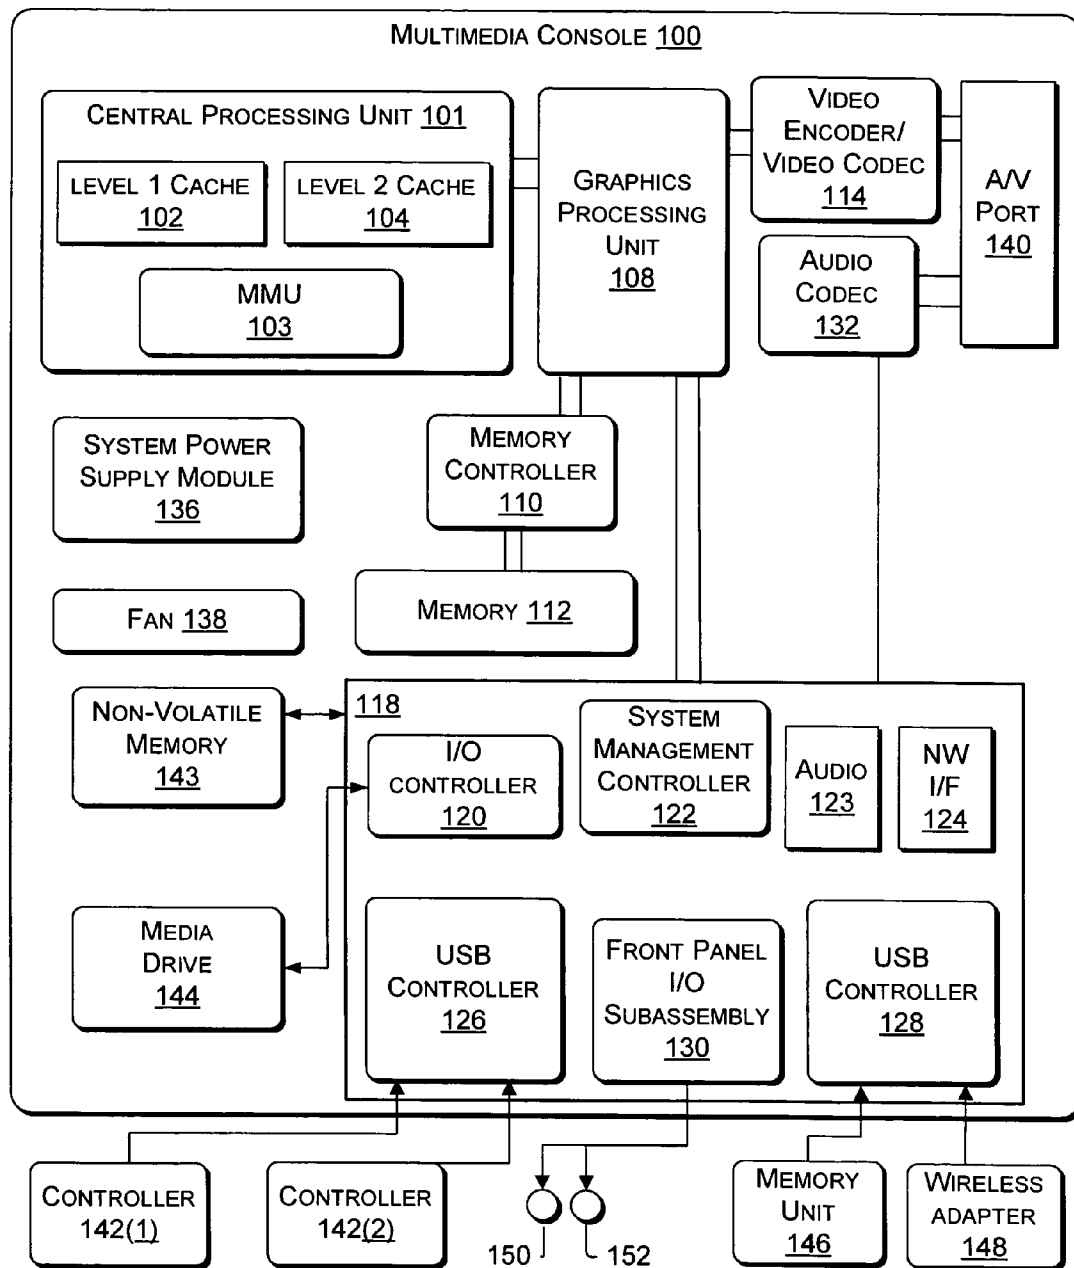 MULTIMEDIA CONSOLE 100
CENTRAL PROCESSING UNIT 101
LEVEL 1 CACHE
102
LEVEL 2 CACHE
104
MMU
103
GRAPHICS
PROCESSING
UNIT
108
VIDEO
ENCODER/
VIDEO CODEC
114
A/V
PORT
140
AUDIO
CODEC
132
SYSTEM POWER
SUPPLY MODULE
136
MEMORY
CONTROLLER
110
FAN 138
MEMORY 112
NON-VOLATILE
MEMORY
143
118
I/O
CONTROLLER
120
SYSTEM
MANAGEMENT
CONTROLLER
122
AUDIO
123
NW
I/F
124
MEDIA
DRIVE
144
USB
CONTROLLER
126
FRONT PANEL
I/O
SUBASSEMBLY
130
USB
CONTROLLER
128
CONTROLLER
142(1)
CONTROLLER
142(2)
150
152
MEMORY
UNIT
146
WIRELESS
ADAPTER
148